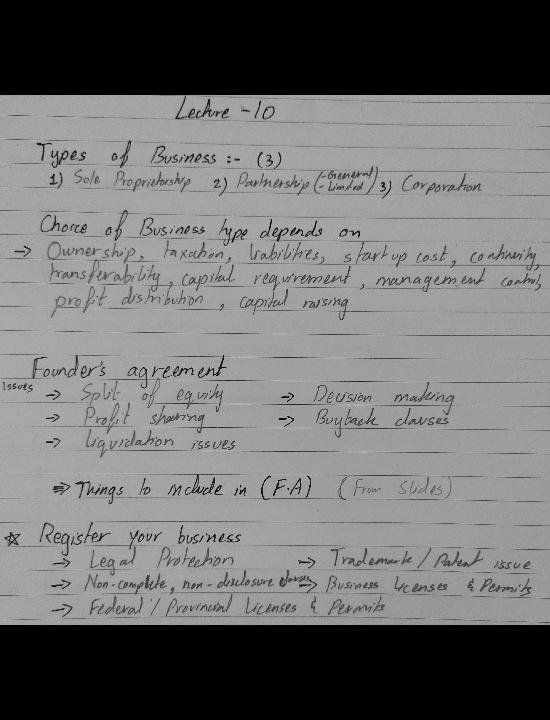 Lecture - 10
Types of Business :- (3)
1) Sole Proprietorship 2) Partnership (-General -Limited) 3) Corporation
Choice of Business type depends on
→ Ownership, taxation, liabilities, start up cost, continuity,
transferability, capital requirement, management control,
profit distribution, capital raising
Founder's agreement
Issues → Split of equity → Decision making
→ Profit sharing → Buyback clauses
→ Liquidation issues
⇒ Things to include in (F.A) (From Slides)
☆ Register your business
→ Legal Protection → Trademark / Patent issue
→ Non-complete, non-disclosure clauses → Business Licenses & Permits
→ Federal / Provincial Licenses & Permits